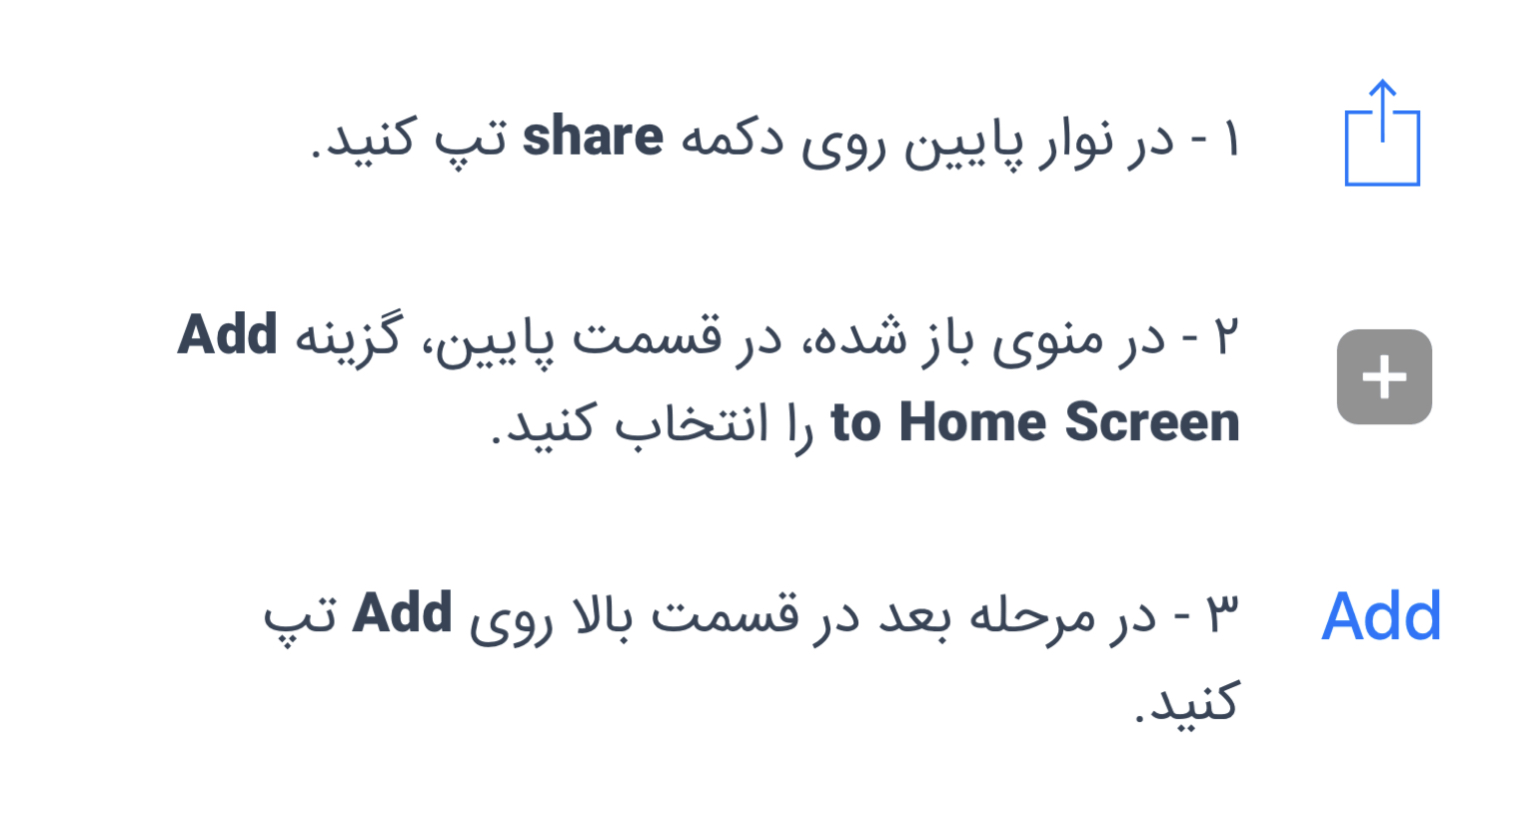 ۱ - در نوار پایین روی دکمه share تپ کنید.
۲ - در منوی باز شده، در قسمت پایین، گزینه Add
to Home Screen را انتخاب کنید.
Add
۳ - در مرحله بعد در قسمت بالا روی Add تپ
کنید.